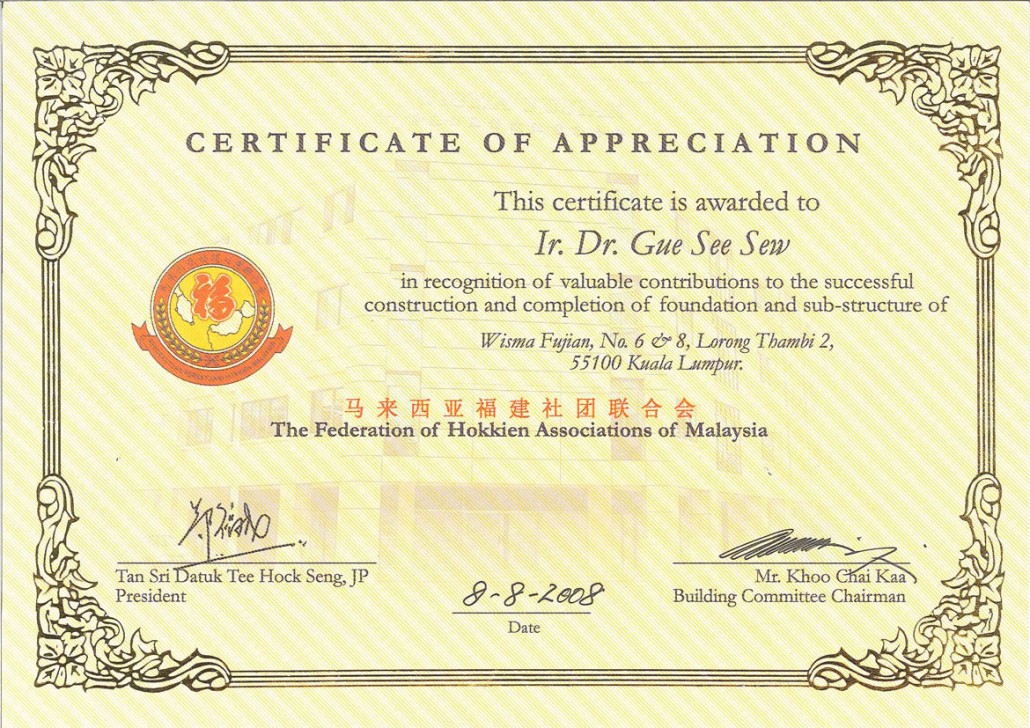 CERTIFICATE OF APPRECIATION
This certificate is awarded to
Ir. Dr. Gue See Sew
in recognition of valuable contributions to the successful
construction and completion of foundation and sub-structure of
Wisma Fujian, No. 6 & 8, Lorong Thambi 2,
55100 Kuala Lumpur.
福
马来西亚福建社团联合会
The Federation of Hokkien Associations of Malaysia
Tan Sri Datuk Tee Hock Seng, JP
President
8-8-2008
Date
Mr. Khoo Chai Kaa
Building Committee Chairman